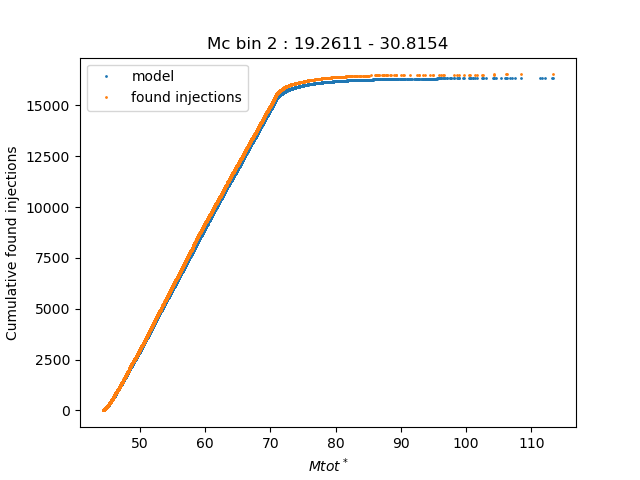 Mc bin 2 : 19.2611 - 30.8154
model
found injections
Cumulative found injections
15000
12500
10000
7500
5000
2500
0
50 60 70 80 90 100 110
Mtot*